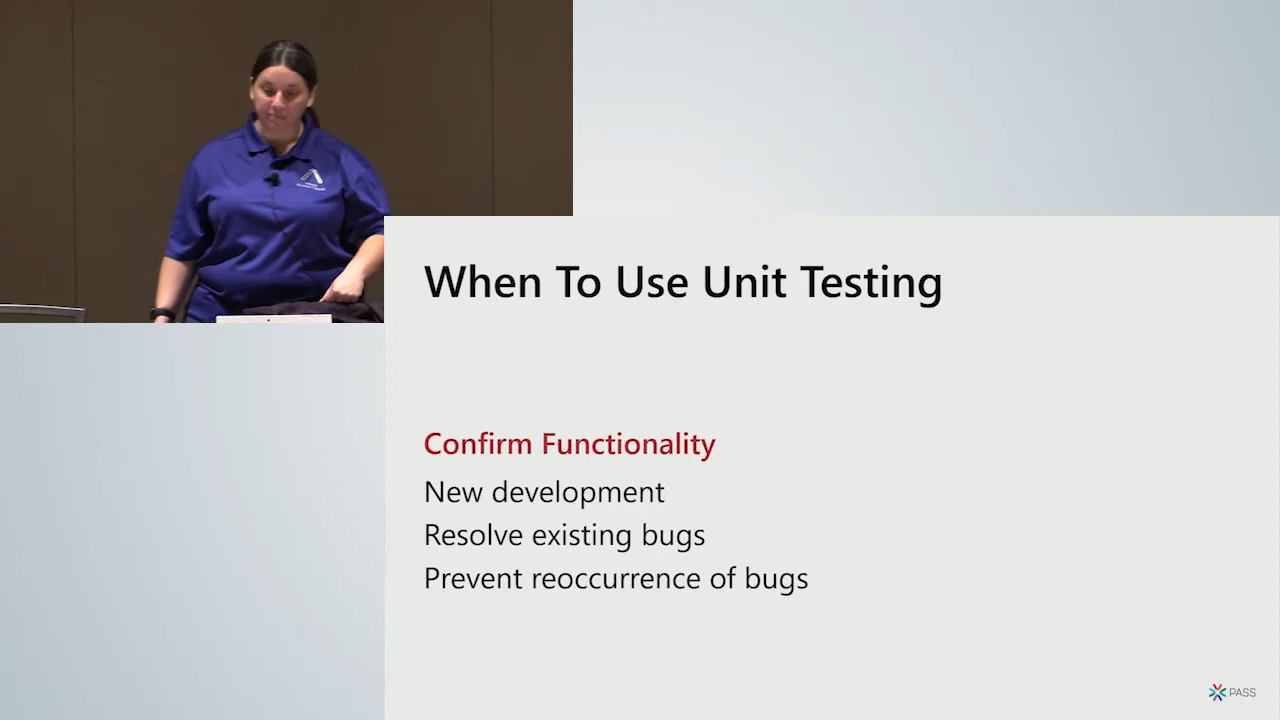 When To Use Unit Testing
Confirm Functionality
New development
Resolve existing bugs
Prevent reoccurrence of bugs
PASS